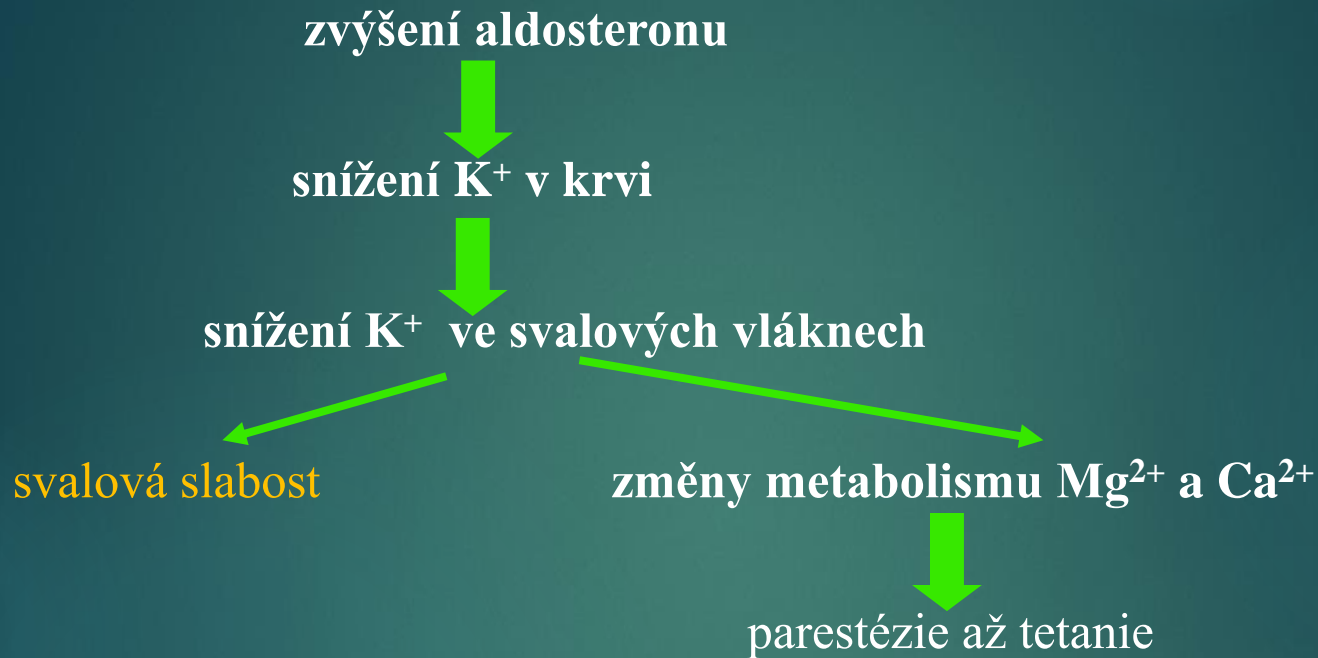 zvýšení aldosteronu
snížení K⁺ v krvi
snížení K⁺ ve svalových vláknech
svalová slabost
změny metabolismu Mg²⁺ a Ca²⁺
parestézie až tetanie